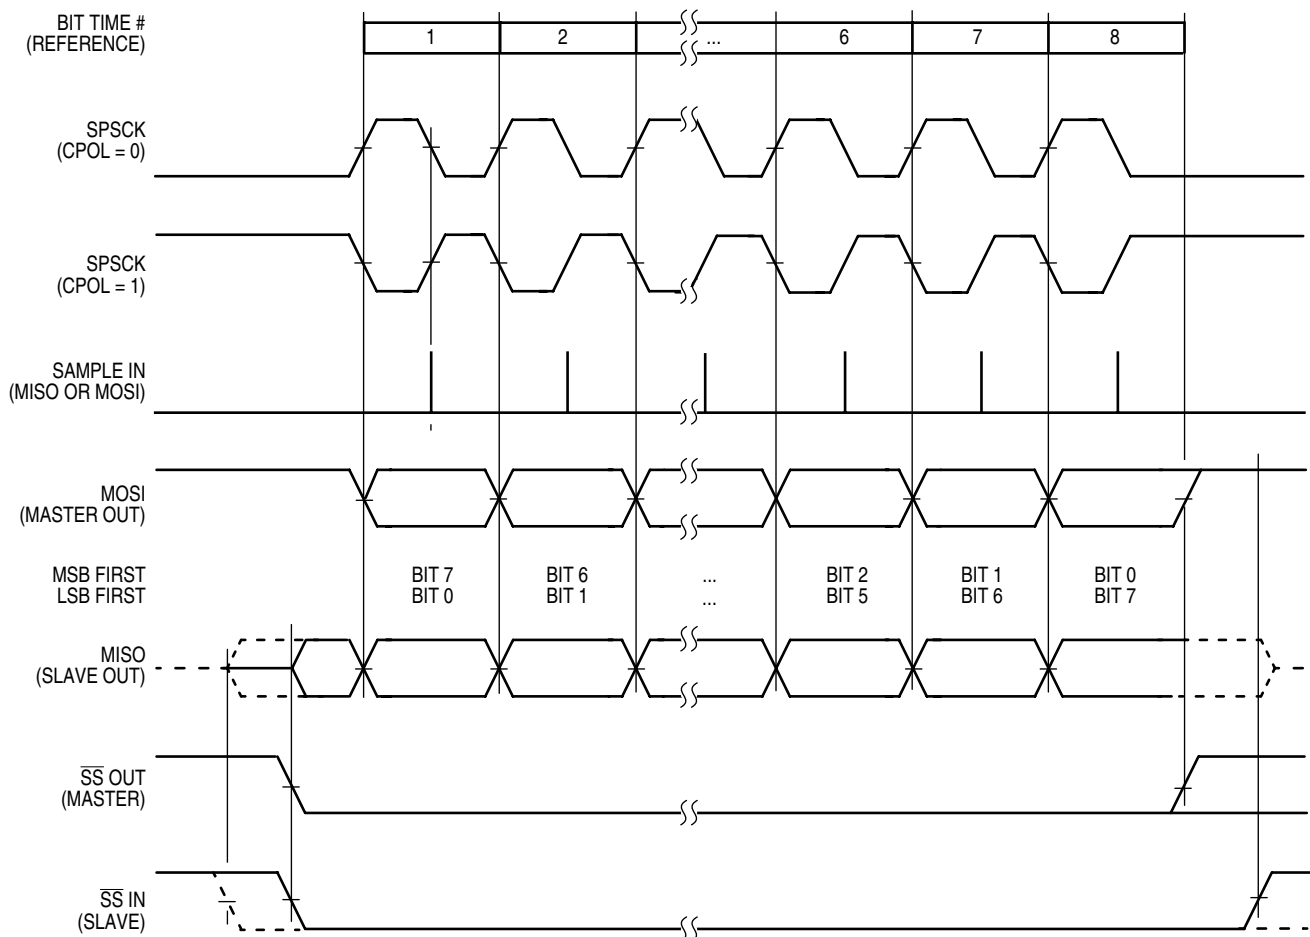 BIT TIME #
(REFERENCE)
1 2 ... 6 7 8
SPSCK
(CPOL = 0)
SPSCK
(CPOL = 1)
SAMPLE IN
(MISO OR MOSI)
MOSI
(MASTER OUT)
MSB FIRST BIT 7 BIT 6 ... BIT 2 BIT 1 BIT 0
LSB FIRST BIT 0 BIT 1 ... BIT 5 BIT 6 BIT 7
MISO
(SLAVE OUT)
S̅S̅ OUT
(MASTER)
S̅S̅ IN
(SLAVE)